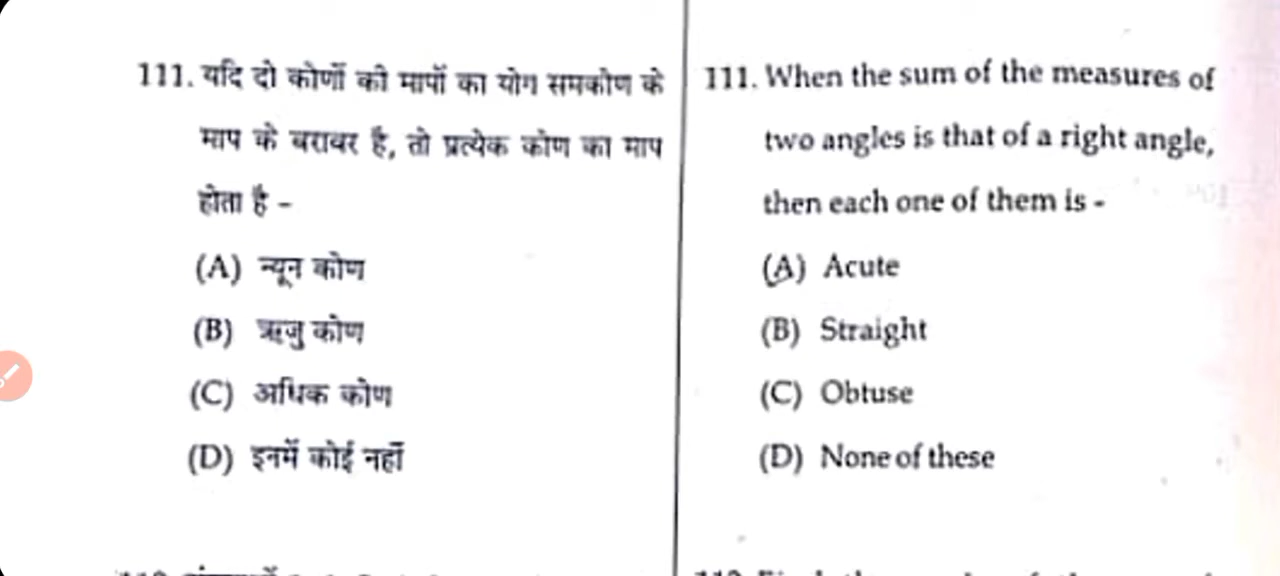 111. यदि दो कोणों की मापों का योग समकोण के
माप के बराबर है, तो प्रत्येक कोण का माप
होता है -
(A) न्यून कोण
(B) ऋजु कोण
(C) अधिक कोण
(D) इनमें कोई नहीं
111. When the sum of the measures of
two angles is that of a right angle,
then each one of them is -
(A) Acute
(B) Straight
(C) Obtuse
(D) None of these